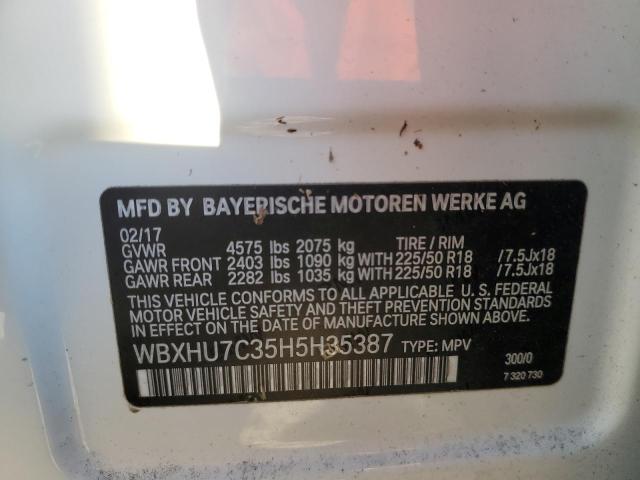 MFD BY BAYERISCHE MOTOREN WERKE AG
02/17
GVWR 4575 lbs 2075 kg TIRE / RIM
GAWR FRONT 2403 lbs 1090 kg WITH 225/50 R18 /7.5Jx18
GAWR REAR 2282 lbs 1035 kg WITH 225/50 R18 /7.5Jx18
THIS VEHICLE CONFORMS TO ALL APPLICABLE U. S. FEDERAL
MOTOR VEHICLE SAFETY AND THEFT PREVENTION STANDARDS
IN EFFECT ON THE DATE OF MANUFACTURE SHOWN ABOVE.
WBXHU7C35H5H35387 TYPE: MPV
300/0
7 320 730